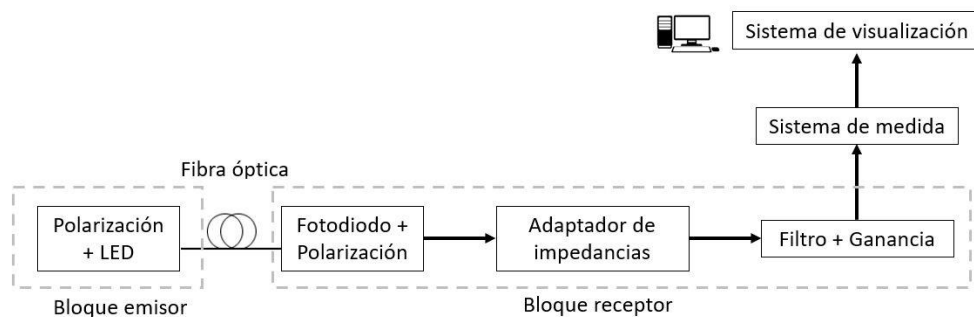 Sistema de visualización
Sistema de medida
Fibra óptica
Polarización
+ LED
Fotodiodo +
Polarización
Adaptador de
impedancias
Filtro + Ganancia
Bloque emisor
Bloque receptor